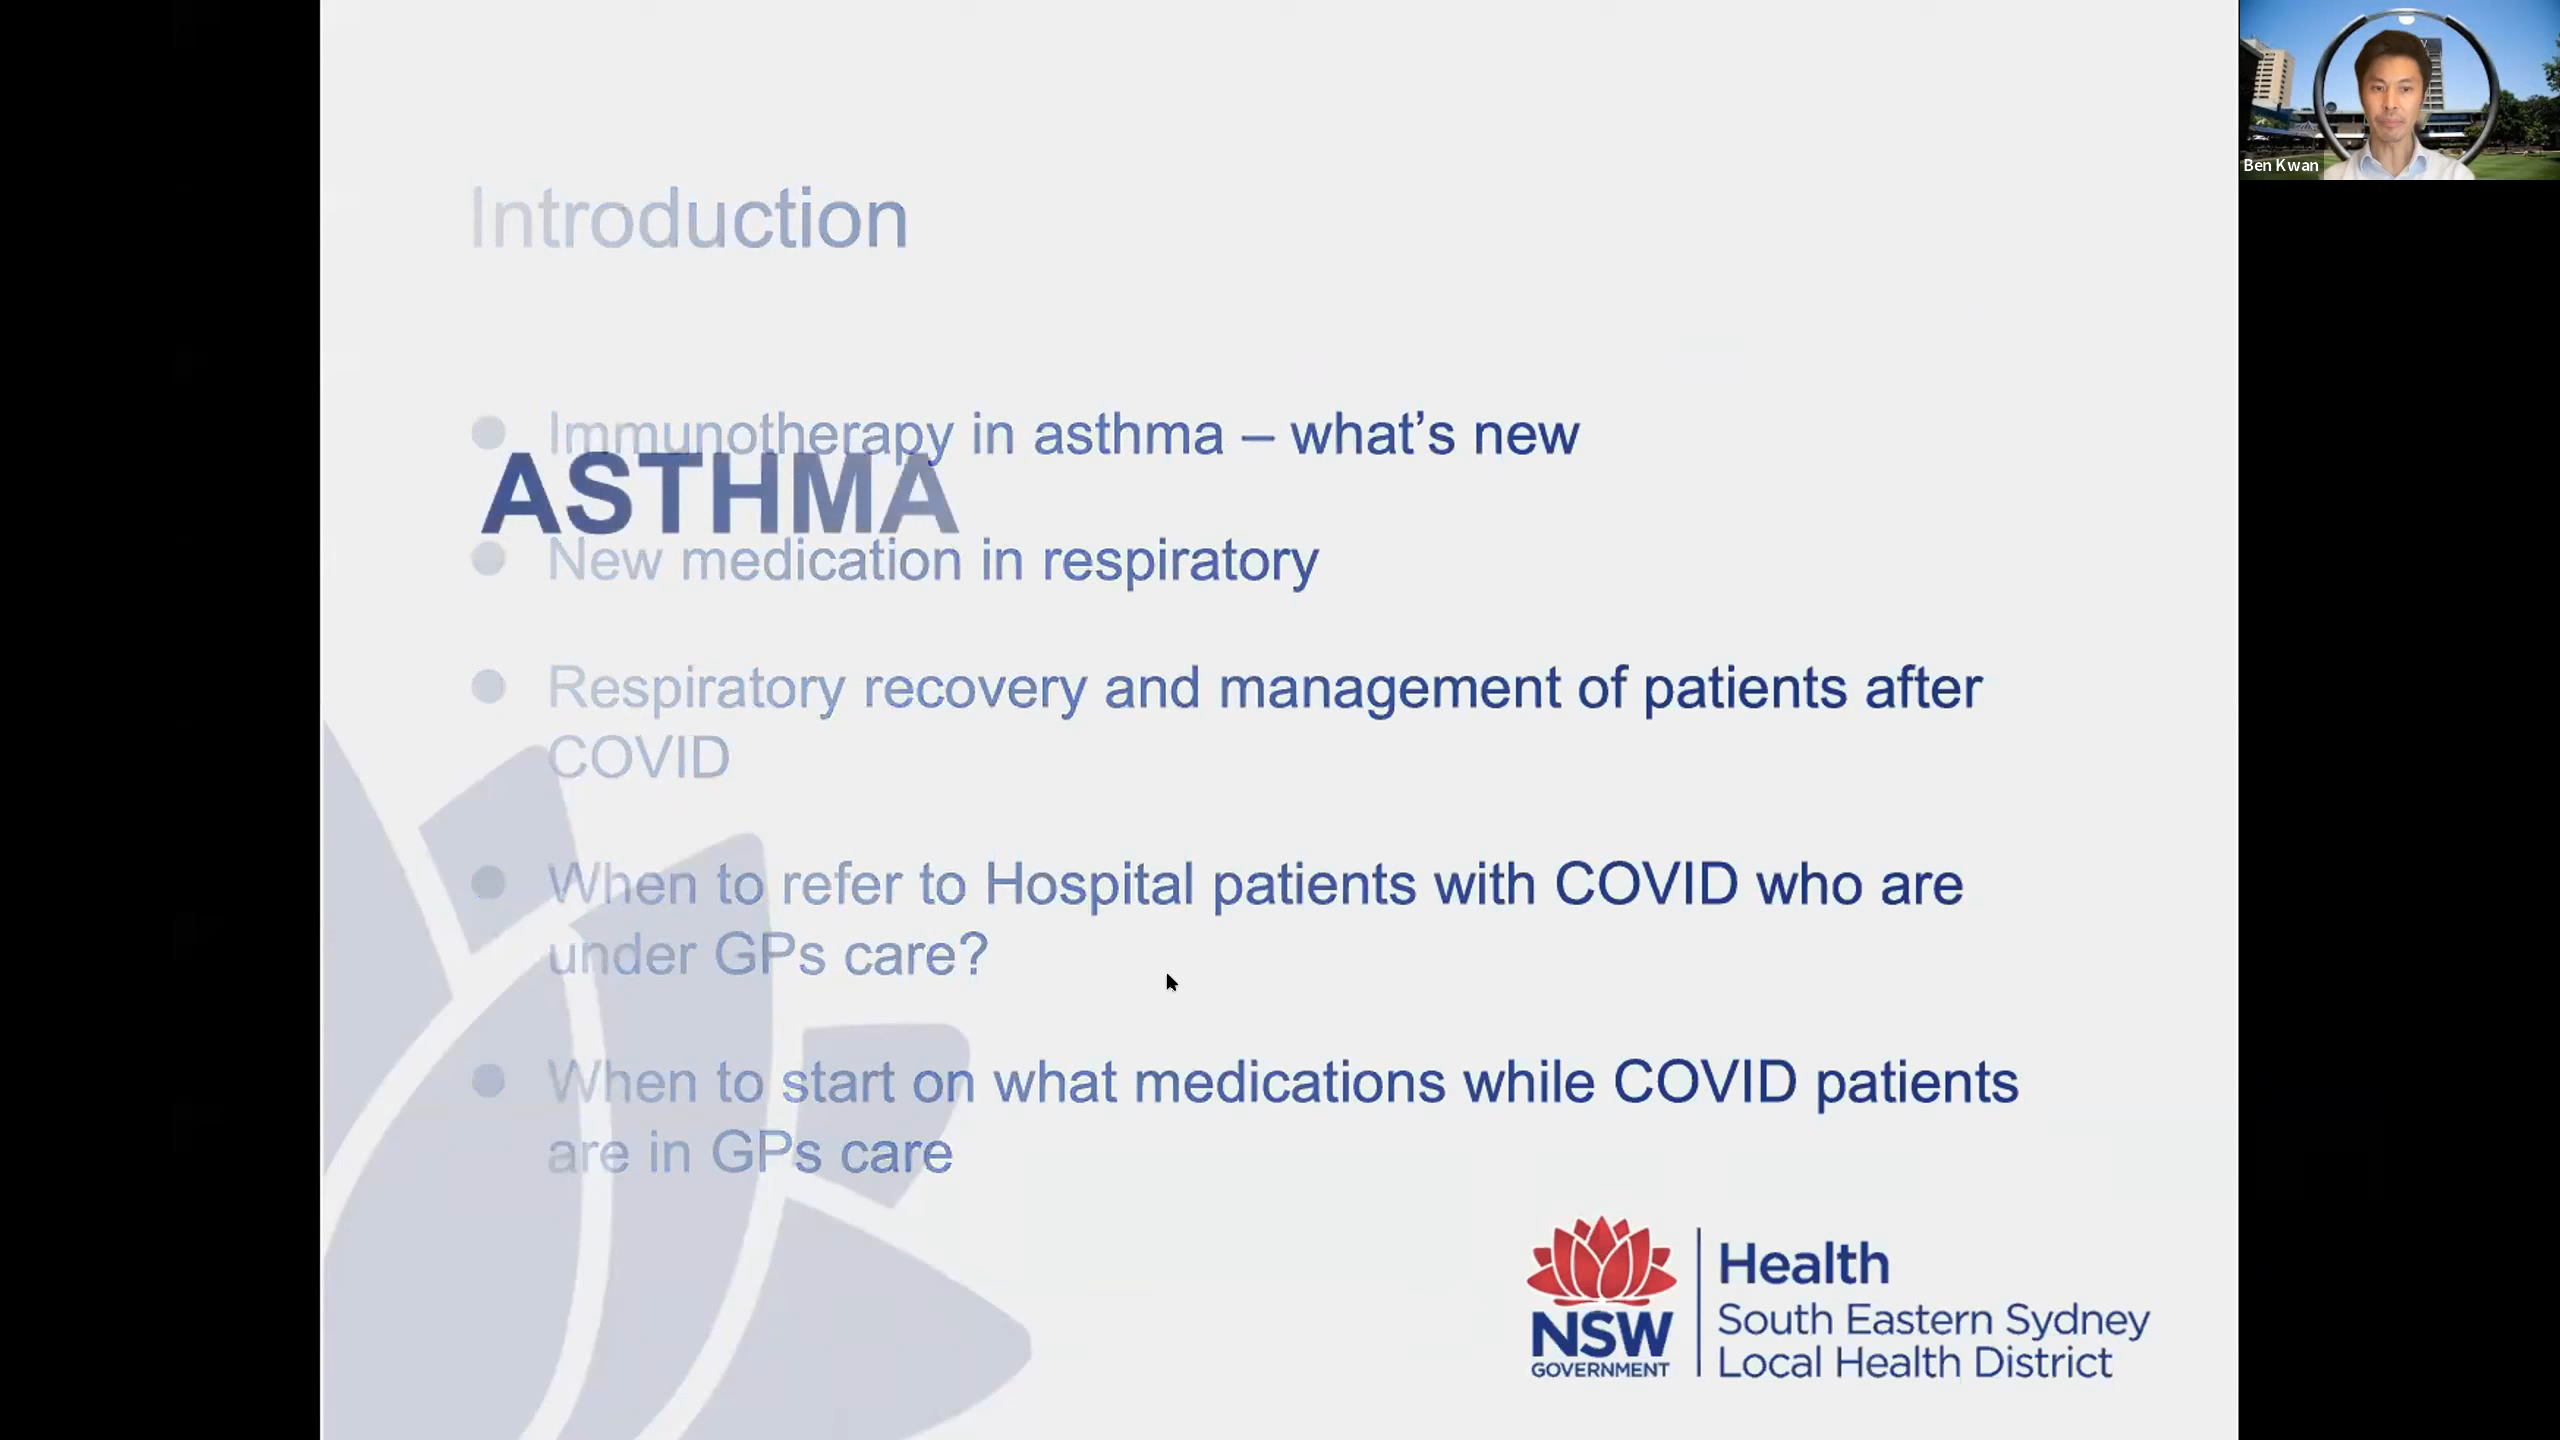 Ben Kwan
Introduction
Immunotherapy in asthma – what’s new
ASTHMA
New medication in respiratory
Respiratory recovery and management of patients after
COVID
When to refer to Hospital patients with COVID who are
under GPs care?
When to start on what medications while COVID patients
are in GPs care
NSW
GOVERNMENT
Health
South Eastern Sydney
Local Health District